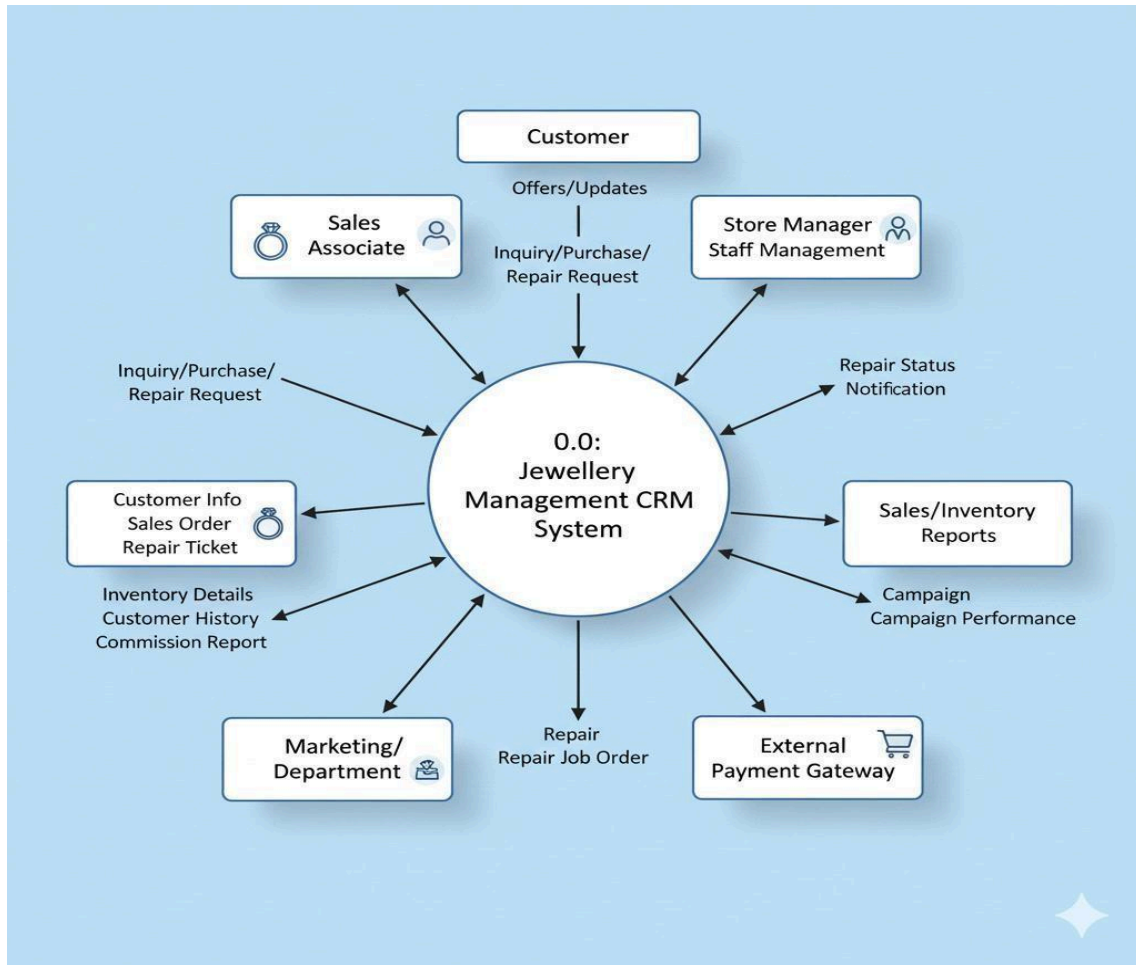 Customer
Offers/Updates
Sales
Associate
Store Manager
Staff Management
Inquiry/Purchase/
Repair Request
Inquiry/Purchase/
Repair Request
Repair Status
Notification
0.0:
Jewellery
Management CRM
System
Customer Info
Sales Order
Repair Ticket
Sales/Inventory
Reports
Inventory Details
Customer History
Commission Report
Campaign
Campaign Performance
Marketing/
Department
Repair
Repair Job Order
External
Payment Gateway